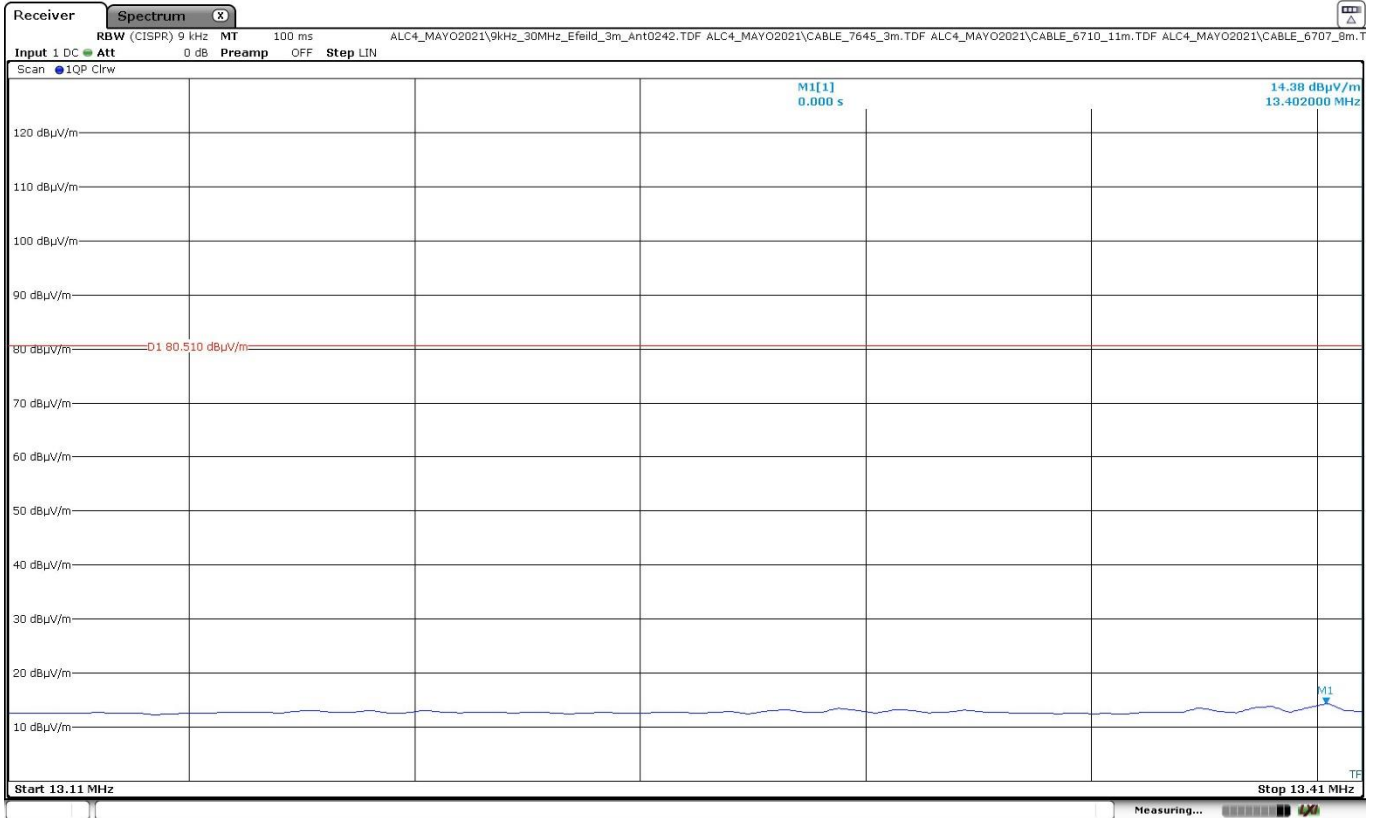 Receiver Spectrum X
RBW (CISPR) 9 kHz MT 100 ms ALC4_MAYO2021\9kHz_30MHz_Efeild_3m_Ant0242.TDF ALC4_MAYO2021\CABLE_7645_3m.TDF ALC4_MAYO2021\CABLE_6710_11m.TDF ALC4_MAYO2021\CABLE_6707_8m.T
Input 1 DC Att 0 dB Preamp OFF Step LIN
Scan 1QP Clrw
M1[1] 14.38 dBµV/m
0.000 s 13.402000 MHz
120 dBµV/m
110 dBµV/m
100 dBµV/m
90 dBµV/m
80 dBµV/m D1 80.510 dBµV/m
70 dBµV/m
60 dBµV/m
50 dBµV/m
40 dBµV/m
30 dBµV/m
20 dBµV/m
M1
10 dBµV/m
TF
Start 13.11 MHz Stop 13.41 MHz
Measuring...